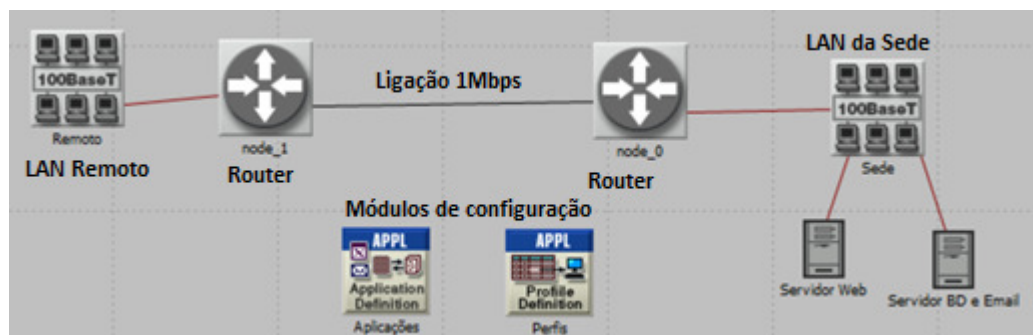 LAN da Sede
100BaseT
Ligação 1Mbps
100BaseT
Remoto
node_1
node_0
Sede
LAN Remoto
Router
Router
Módulos de configuração
APPL
APPL
Application
Definition
Profile
Definition
Aplicações
Perfis
Servidor Web
Servidor BD e Email